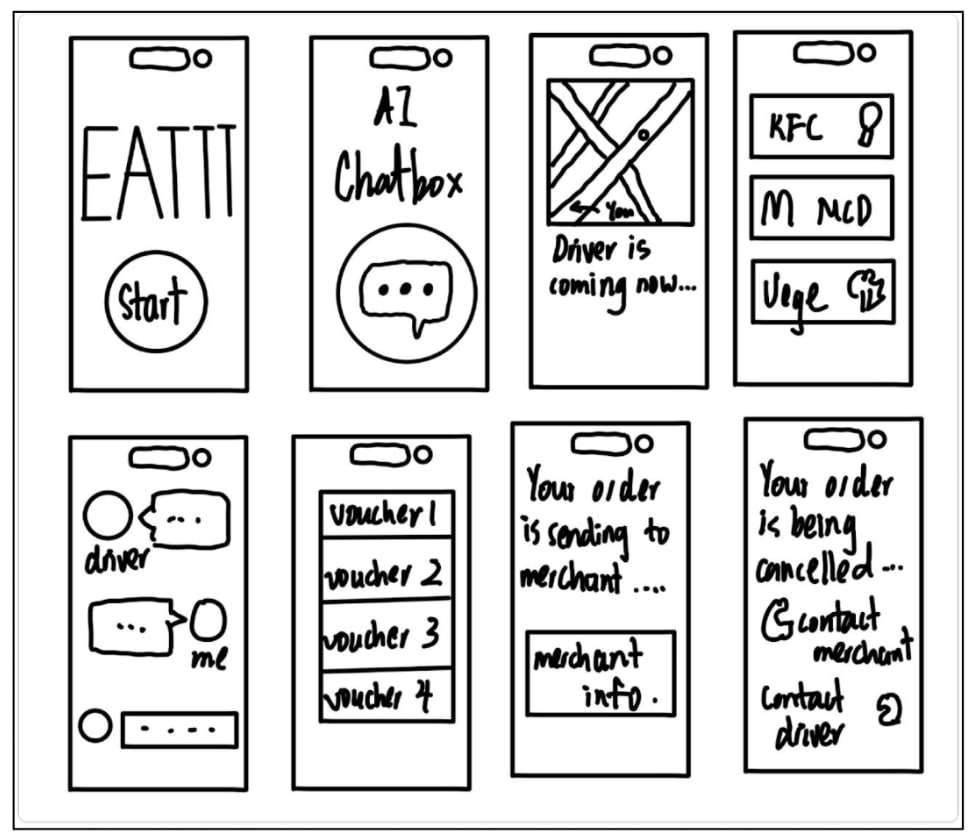 EATTT
Start
AI
Chatbox
You
Driver is
coming now...
KFC
M MCD
Vege
driver
me
voucher 1
voucher 2
voucher 3
voucher 4
Your order
is sending to
merchant ....
merchant
info.
Your order
is being
cancelled...
contact
merchant
Contact
driver